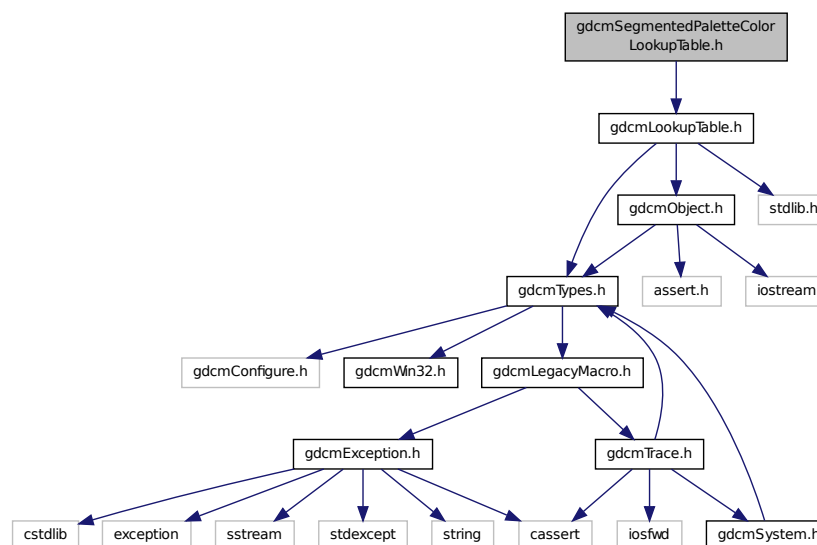 gdcmSegmentedPaletteColor
LookupTable.h
gdcmLookupTable.h
gdcmObject.h
stdlib.h
gdcmTypes.h
assert.h
iostream
gdcmConfigure.h
gdcmWin32.h
gdcmLegacyMacro.h
gdcmException.h
gdcmTrace.h
cstdlib
exception
sstream
stdexcept
string
cassert
iosfwd
gdcmSystem.h